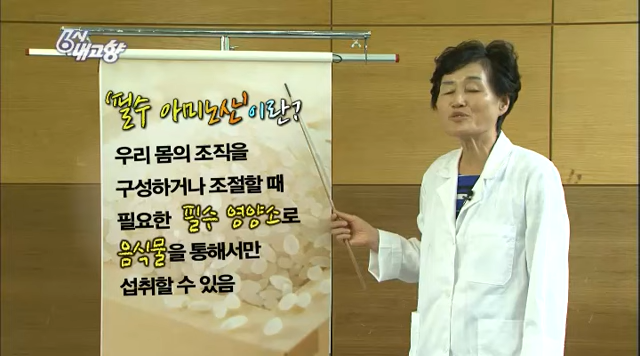 6시
내고향
'필수 아미노산'이란?
우리 몸의 조직을
구성하거나 조절할 때
필요한 필수 영양소로
음식물을 통해서만
섭취할 수 있음